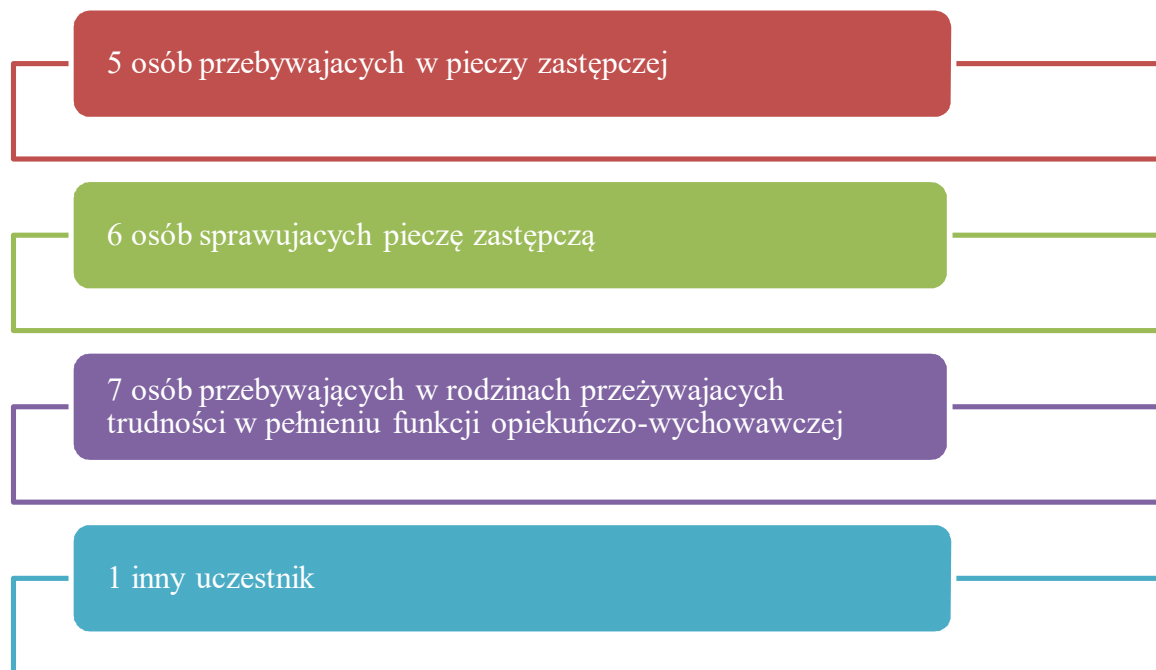 5 osób przebywajacych w pieczy zastępczej
6 osób sprawujacych pieczę zastępczą
7 osób przebywających w rodzinach przeżywajacych
trudności w pełnieniu funkcji opiekuńczo-wychowawczej
1 inny uczestnik